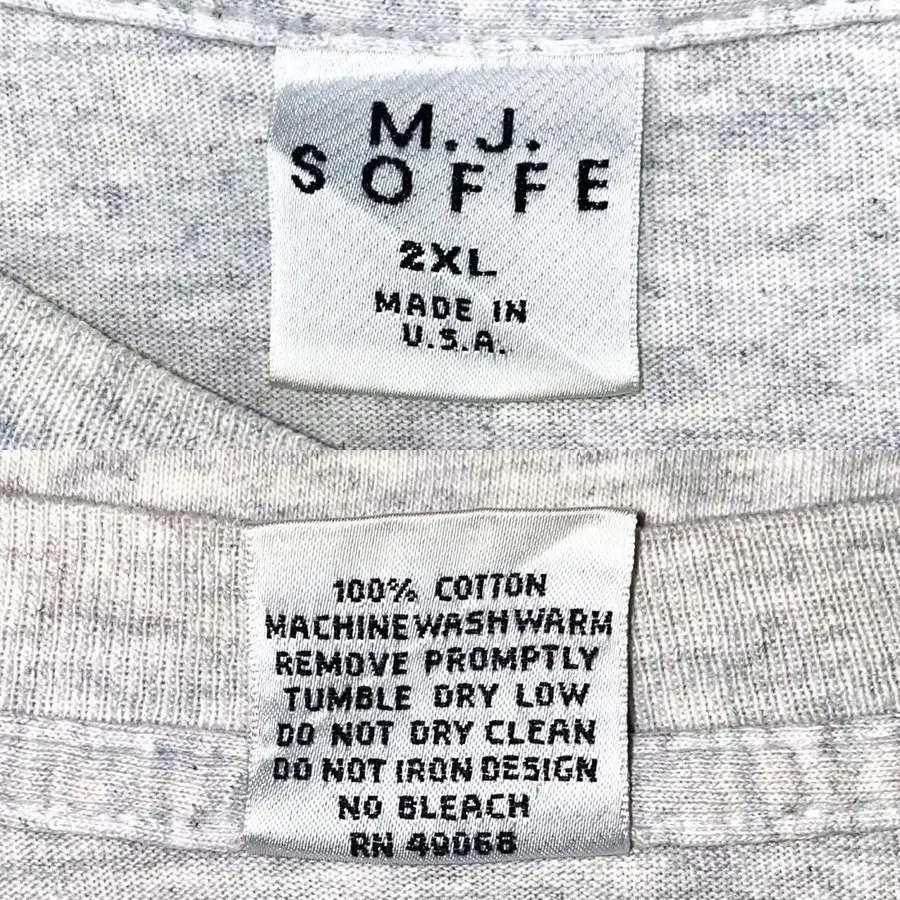 M.J.
SOFFE
2XL
MADE IN
U.S.A.
100% COTTON
MACHINE WASH WARM
REMOVE PROMPTLY
TUMBLE DRY LOW
DO NOT DRY CLEAN
DO NOT IRON DESIGN
NO BLEACH
RN 49068